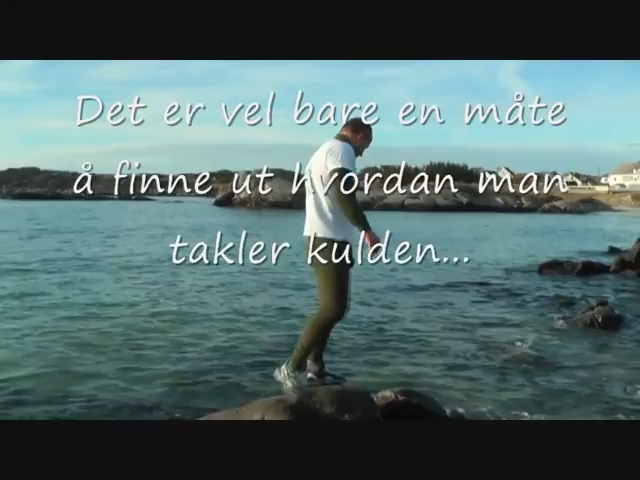 Det er vel bare en måte
å finne ut hvordan man
takler kulden...